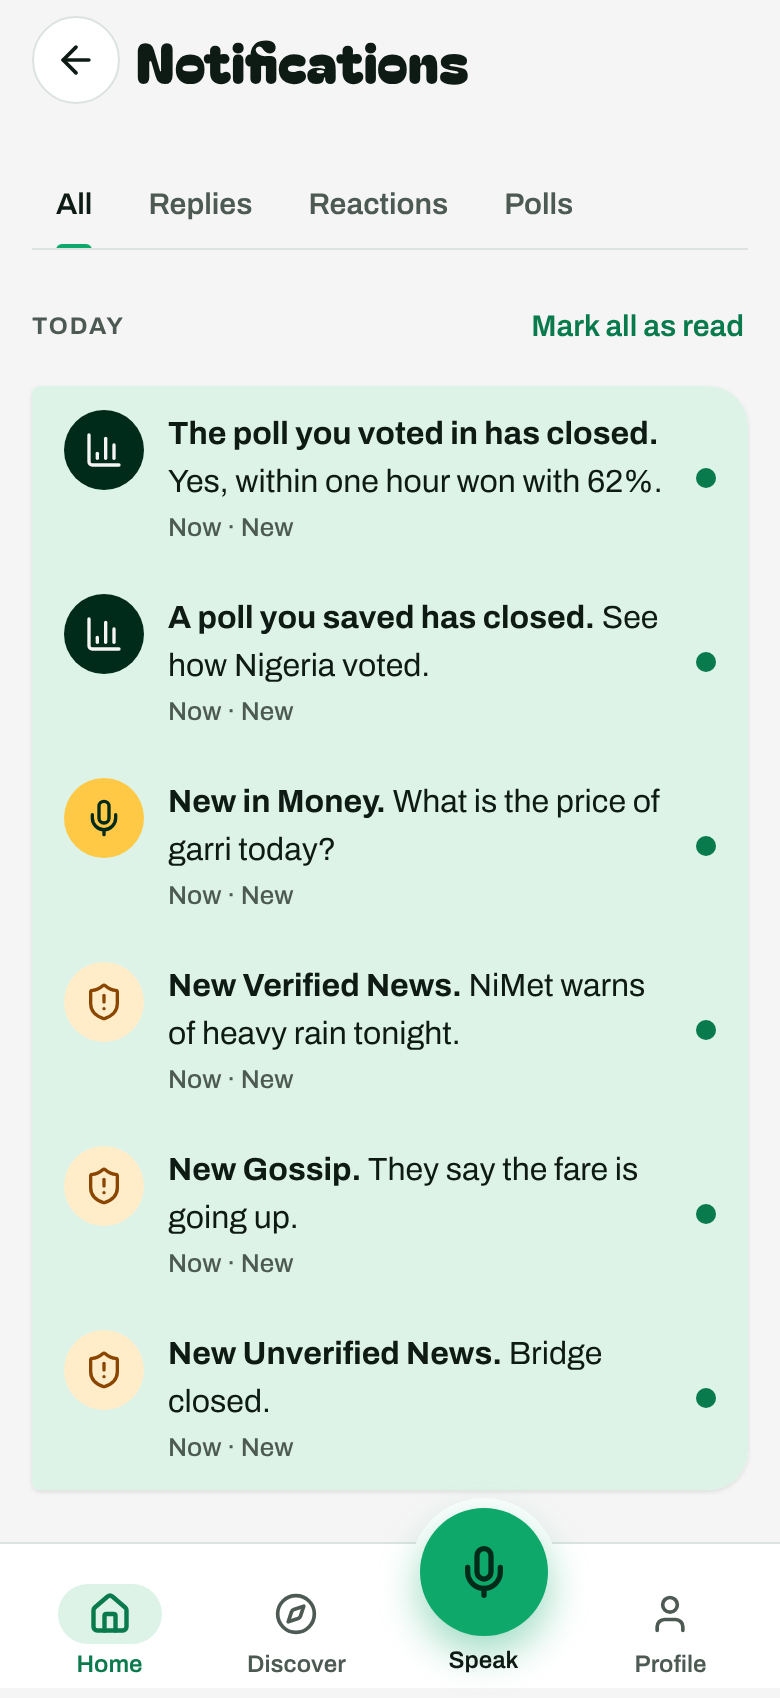 Notifications
All Replies Reactions Polls
TODAY Mark all as read
The poll you voted in has closed.
Yes, within one hour won with 62%.
Now · New
A poll you saved has closed. See
how Nigeria voted.
Now · New
New in Money. What is the price of
garri today?
Now · New
New Verified News. NiMet warns
of heavy rain tonight.
Now · New
New Gossip. They say the fare is
going up.
Now · New
New Unverified News. Bridge
closed.
Now · New
Home Discover Speak Profile